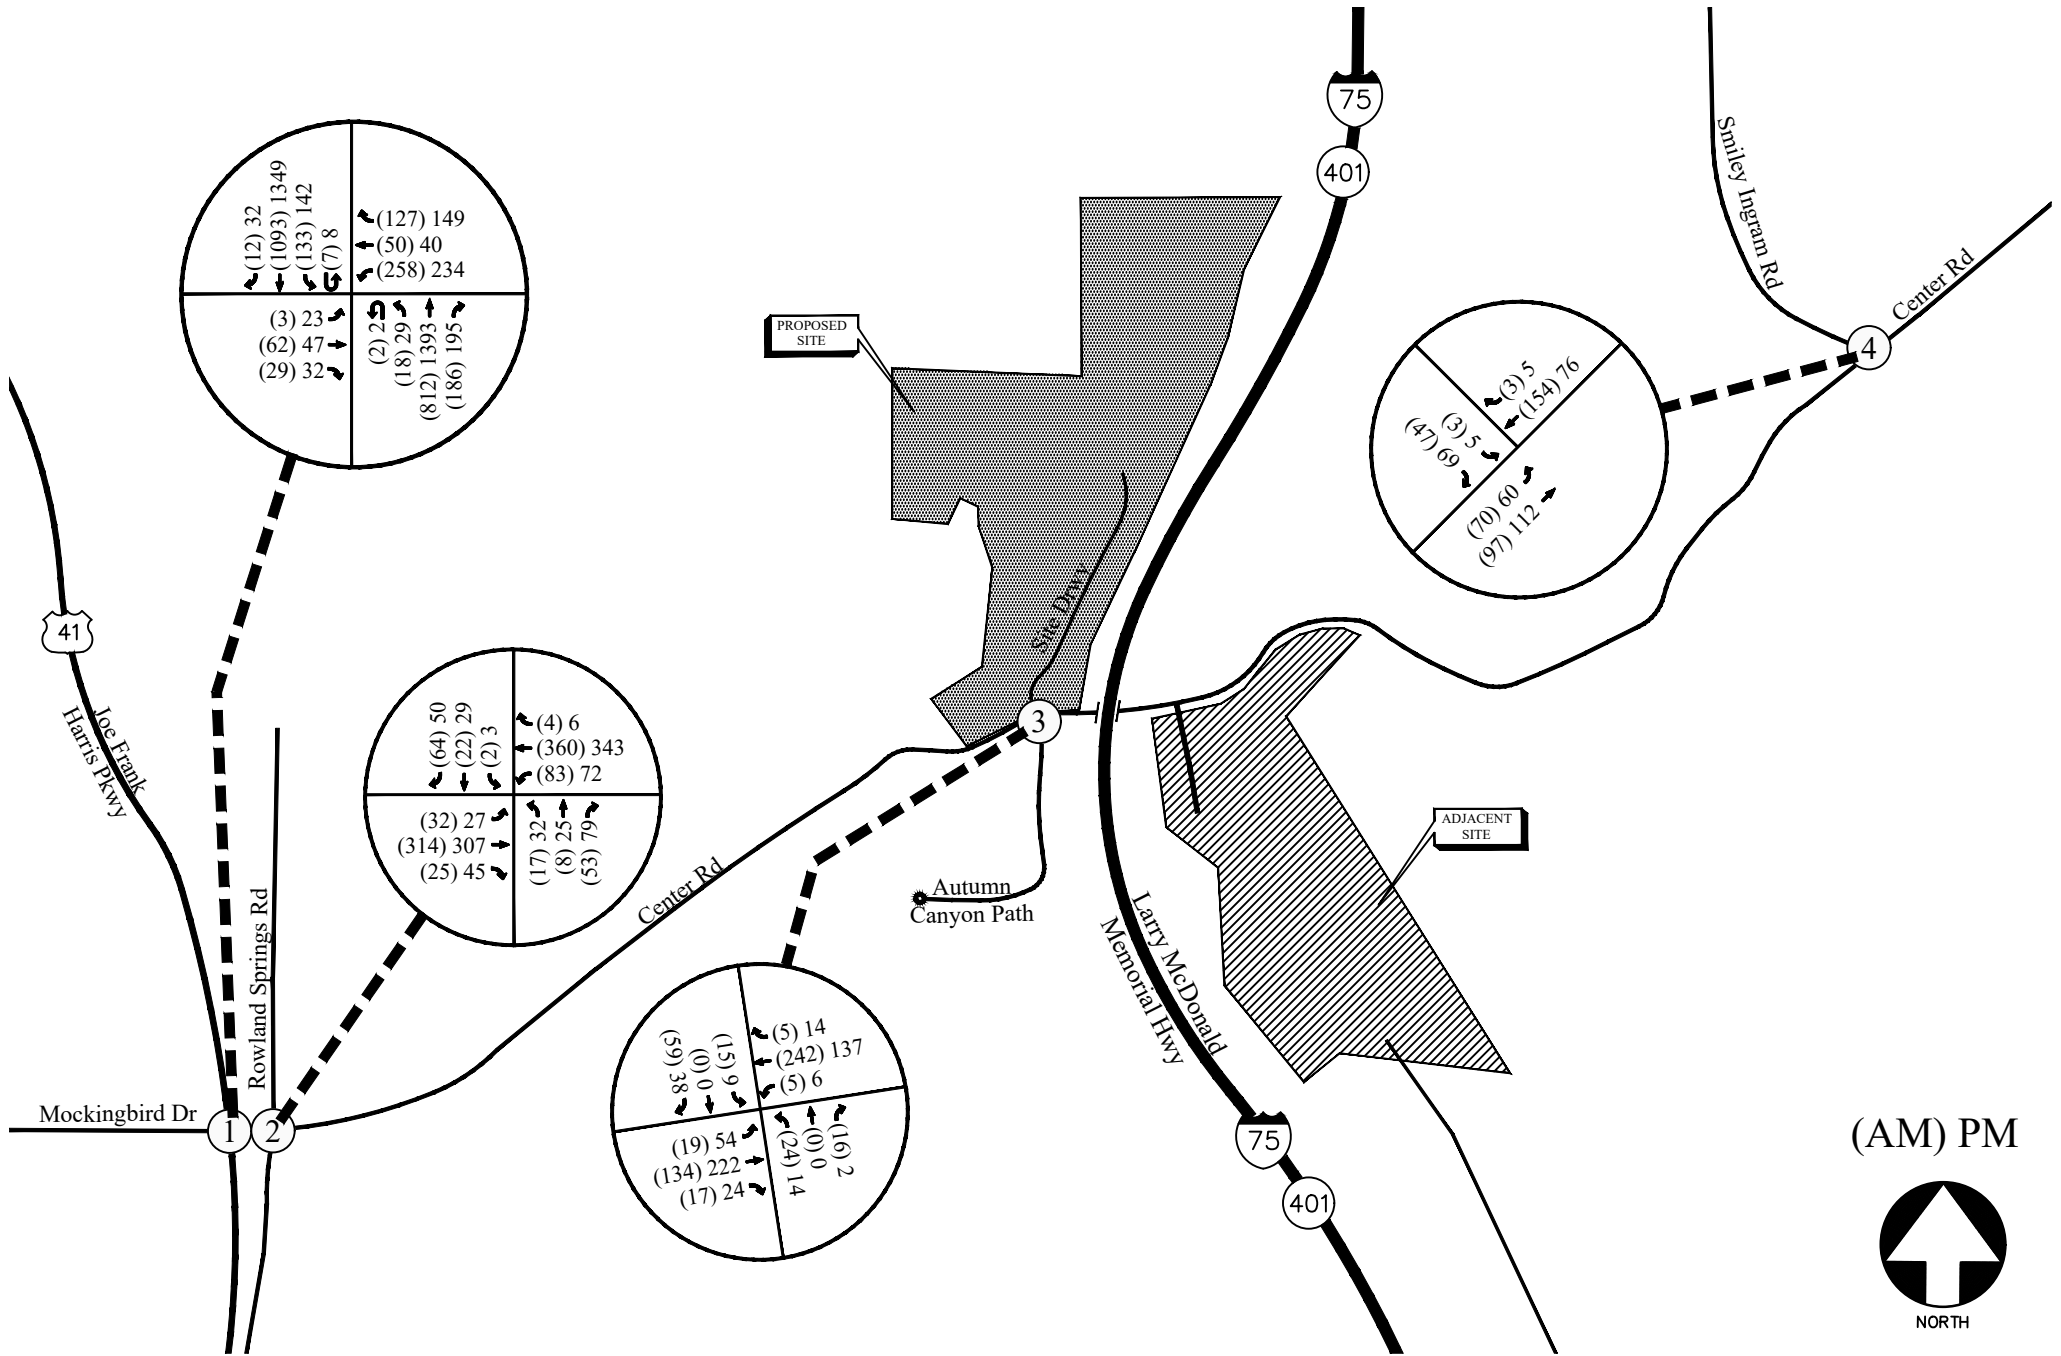 75
401
Smiley Ingram Rd
Center Rd
4
(12) 32
(1093) 1349
(133) 142
(7) 8
(127) 149
(50) 40
(258) 234
(3) 23
(62) 47
(29) 32
(2) 2
(18) 29
(812) 1393
(186) 195
PROPOSED
SITE
(3) 5
(154) 76
(3) 5
(47) 69
(70) 60
(97) 112
41
Joe Frank
Harris Pkwy
Site Drwy
3
(64) 50
(22) 29
(2) 3
(4) 6
(360) 343
(83) 72
(32) 27
(314) 307
(25) 45
(17) 32
(8) 25
(53) 79
ADJACENT
SITE
Center Rd
Autumn
Canyon Path
Larry McDonald
Memorial Hwy
Rowland Springs Rd
(59) 38
(0) 0
(15) 9
(5) 14
(242) 137
(5) 6
(19) 54
(134) 222
(17) 24
(24) 14
(0) 0
(16) 2
Mockingbird Dr
1
2
75
401
(AM) PM
NORTH